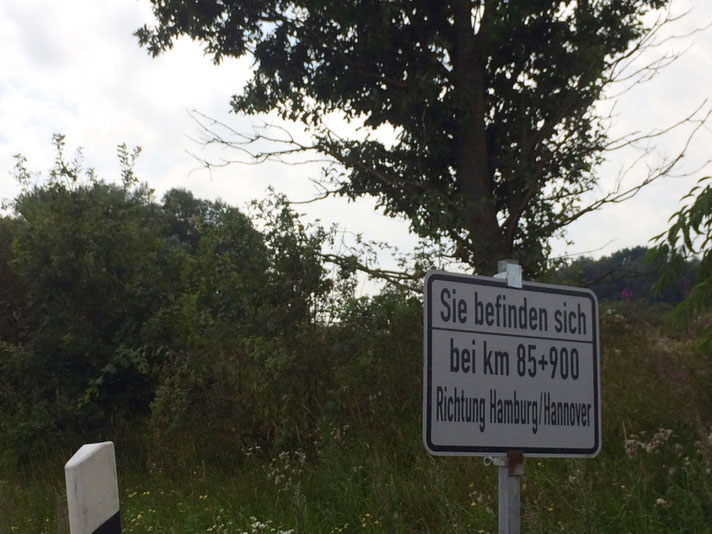 Sie befinden sich
bei km 85+900
Richtung Hamburg/Hannover